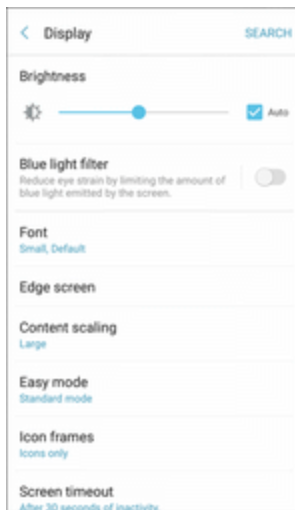 Display
SEARCH
Brightness
Auto
Blue light filter
Reduce eye strain by limiting the amount of
blue light emitted by the screen.
Font
Small, Default
Edge screen
Content scaling
Large
Easy mode
Standard mode
Icon frames
Icons only
Screen timeout
After 30 seconds of inactivity.